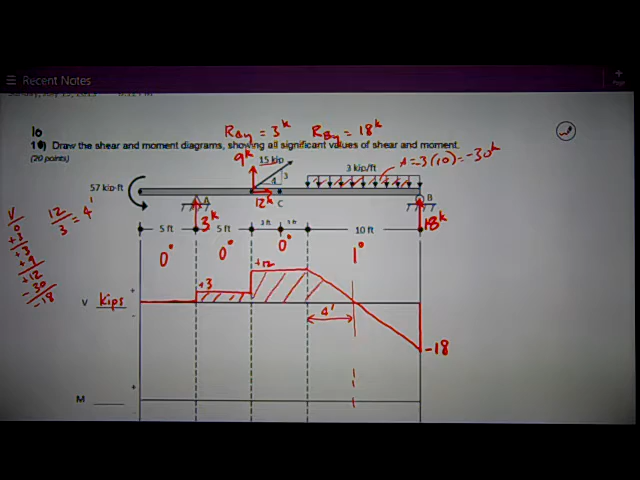 Recent Notes
Page
10
1(a) Draw the shear and moment diagrams, showing all significant values of shear and moment.
(20 points)
RAy = 3k RBy = 18k
9k
15 kip
3
4
3 kip/ft
A=-3(10)=-30k
57 kip-ft
12k
C
A
B
3k
18k
5 ft
5 ft
3 ft
10 ft
V
0
+3
+3
+9
+12
-30
-18
12/3 = 4'
0°
0°
0°
1°
+3
+12
+
V kips
-
4'
-18
+
M
-